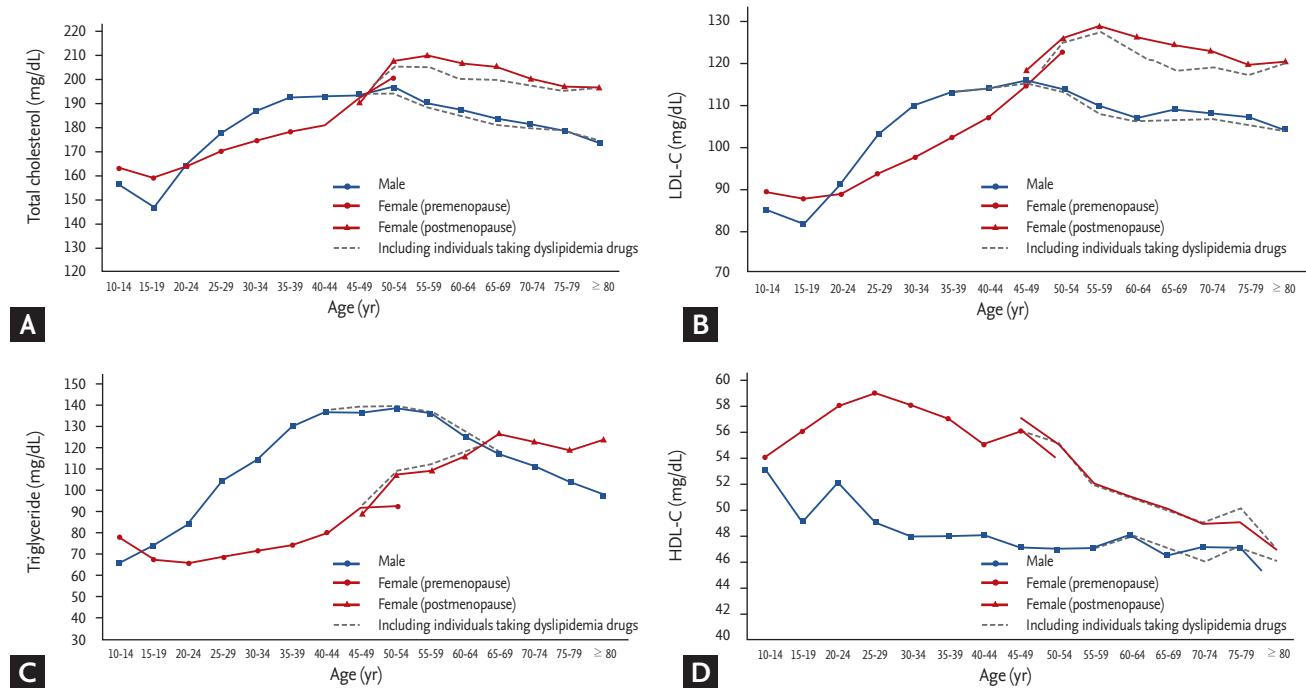 Total cholesterol (mg/dL)
220
210
200
190
180
170
160
150
140
130
120
Male
Female (premenopause)
Female (postmenopause)
Including individuals taking dyslipidemia drugs
10-14 15-19 20-24 25-29 30-34 35-39 40-44 45-49 50-54 55-59 60-64 65-69 70-74 75-79 ≥ 80
Age (yr)
A
LDL-C (mg/dL)
130
120
110
100
90
80
70
Male
Female (premenopause)
Female (postmenopause)
Including individuals taking dyslipidemia drugs
10-14 15-19 20-24 25-29 30-34 35-39 40-44 45-49 50-54 55-59 60-64 65-69 70-74 75-79 ≥ 80
Age (yr)
B
Triglyceride (mg/dL)
150
140
130
120
110
100
90
80
70
60
50
40
30
Male
Female (premenopause)
Female (postmenopause)
Including individuals taking dyslipidemia drugs
10-14 15-19 20-24 25-29 30-34 35-39 40-44 45-49 50-54 55-59 60-64 65-69 70-74 75-79 ≥ 80
Age (yr)
C
HDL-C (mg/dL)
60
58
56
54
52
50
48
46
44
42
40
Male
Female (premenopause)
Female (postmenopause)
Including individuals taking dyslipidemia drugs
10-14 15-19 20-24 25-29 30-34 35-39 40-44 45-49 50-54 55-59 60-64 65-69 70-74 75-79 ≥ 80
Age (yr)
D